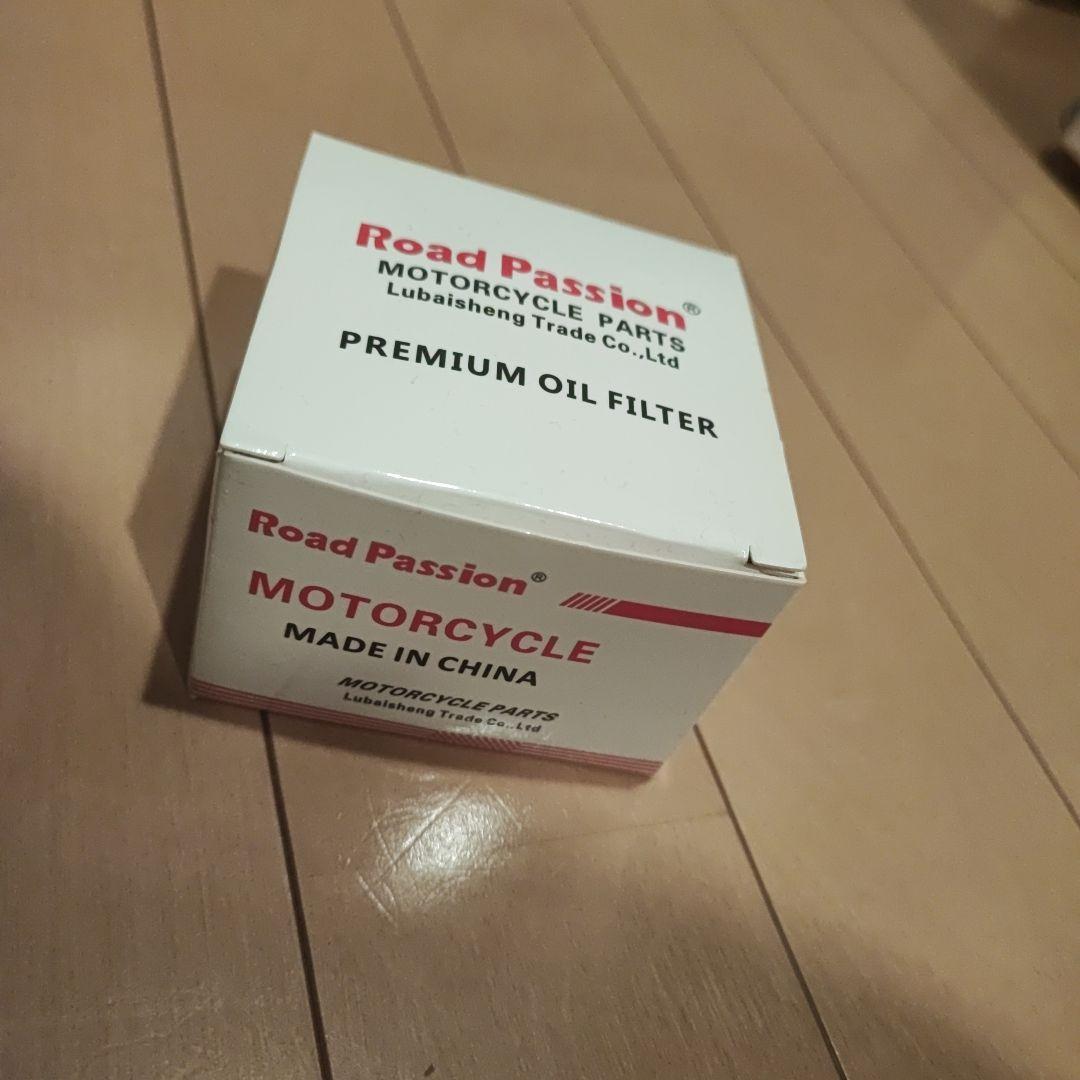 Road Passion®
MOTORCYCLE PARTS
Lubaisheng Trade Co.,Ltd
PREMIUM OIL FILTER
Road Passion®
MOTORCYCLE
MADE IN CHINA
MOTORCYCLE PARTS
Lubaisheng Trade Co.,Ltd